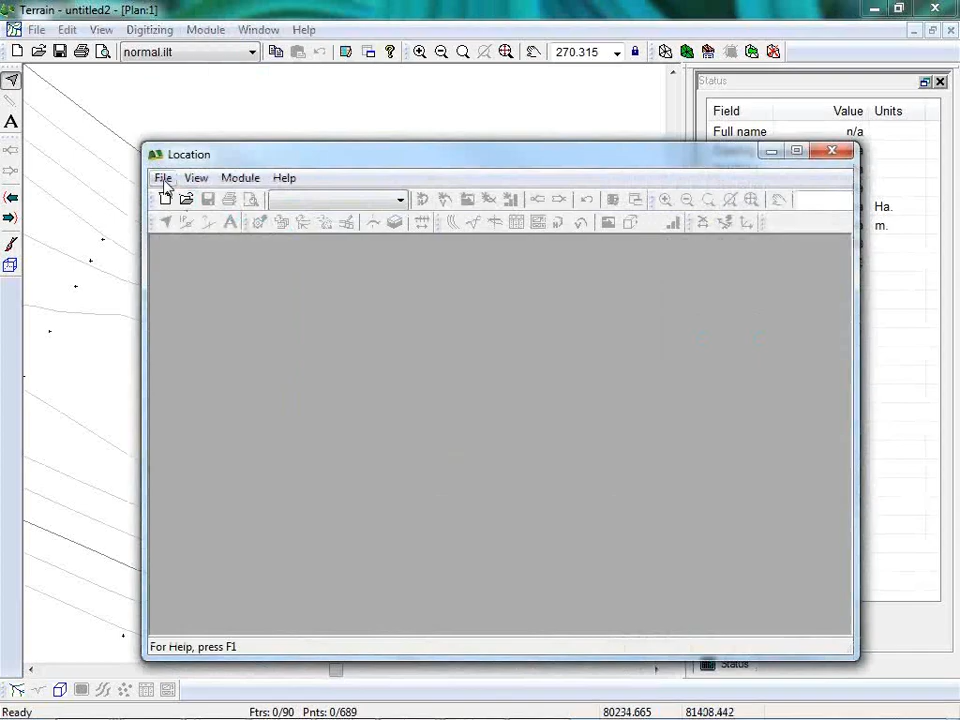 Terrain - untitled2 - [Plan:1]
File Edit View Digitizing Module Window Help
normal.ilt
270.315
Status
Field Value Units
Full name n/a
Ha.
m.
Location
File View Module Help
For Help, press F1
Status
Ready Ftrs: 0/90 Pnts: 0/689 80234.665 81408.442